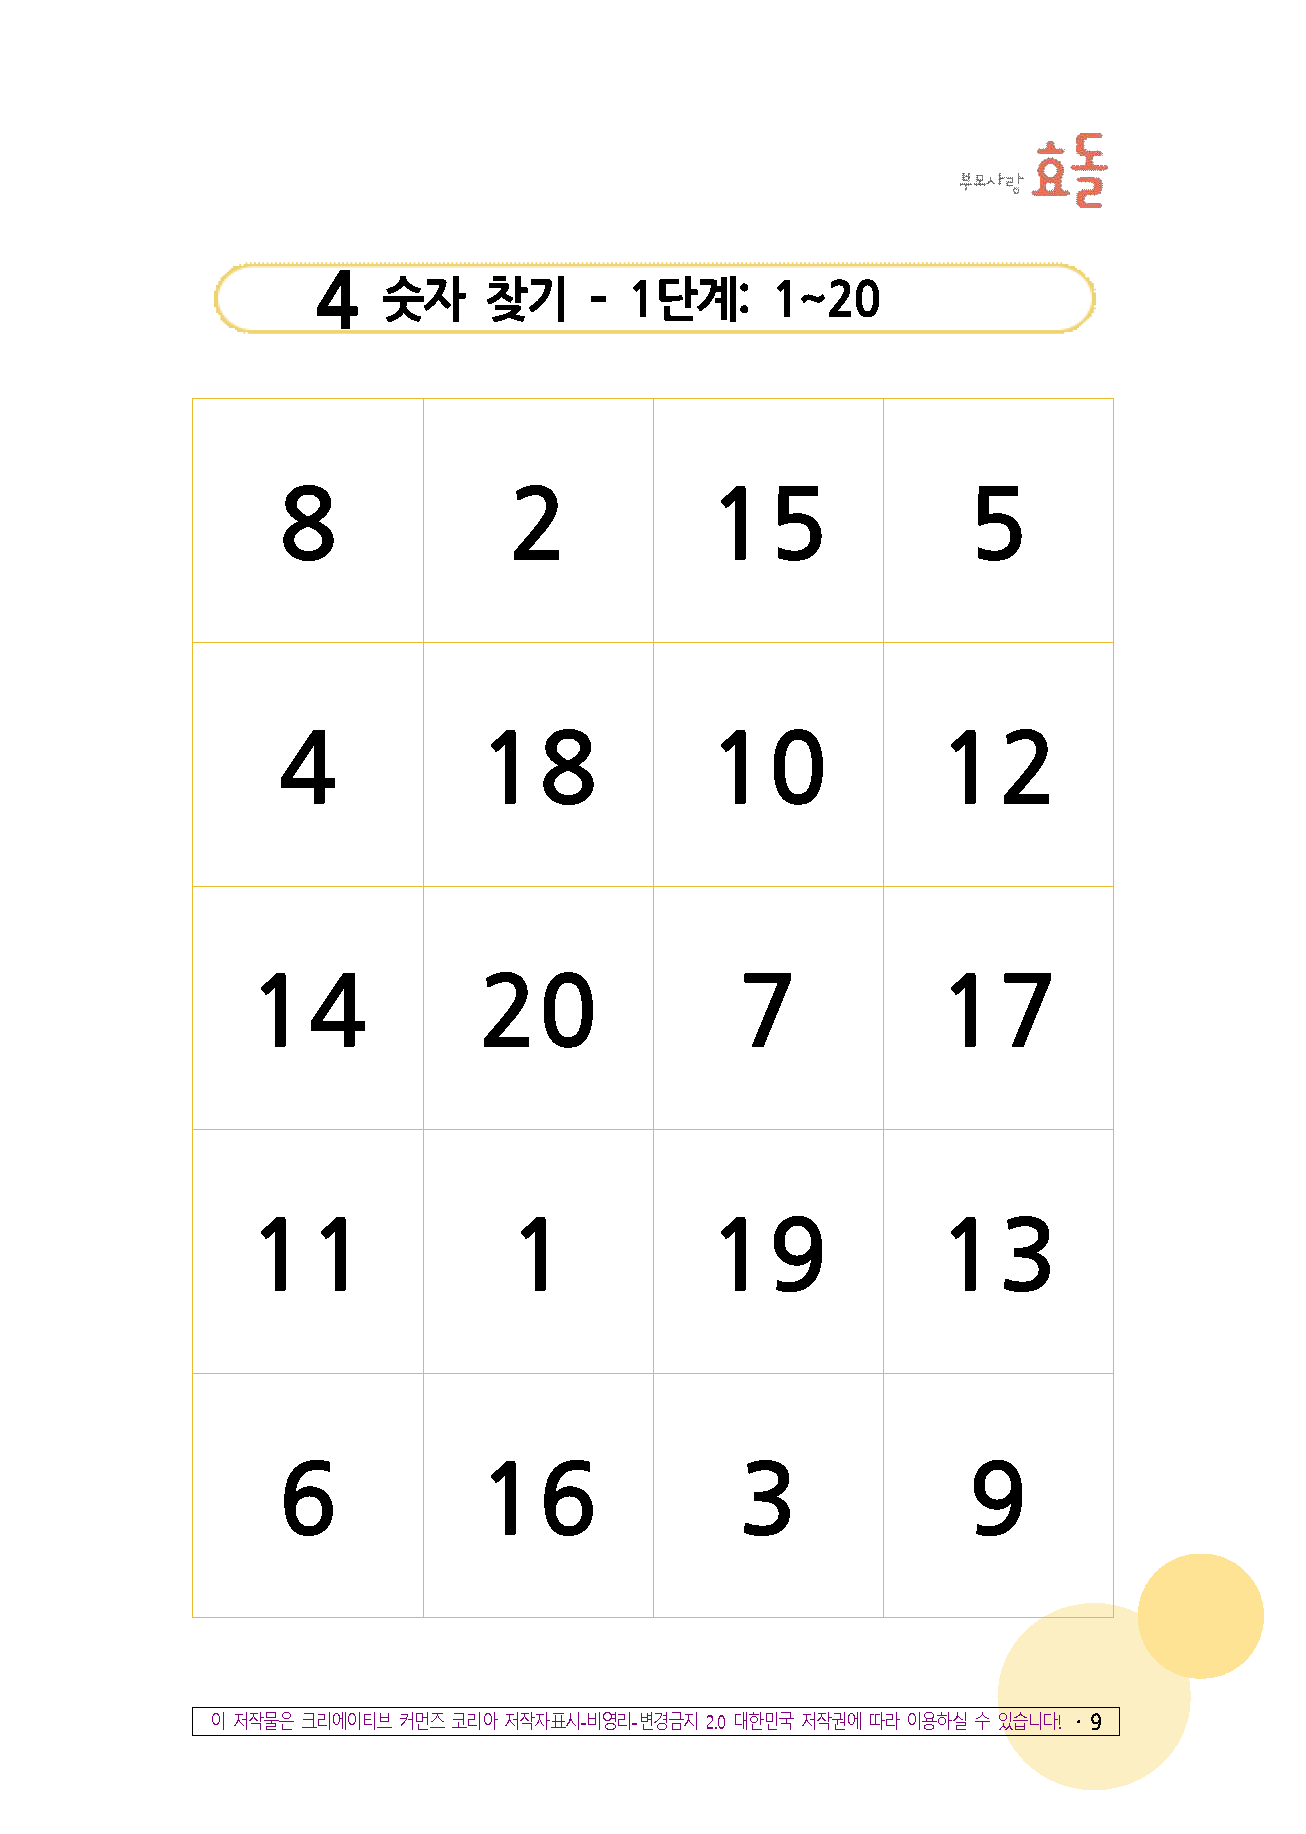 부모사랑 효돌
4 숫자 찾기 - 1단계: 1~20
8 2 15 5
4 18 10 12
14 20 7 17
11 1 19 13
6 16 3 9
이 저작물은 크리에이티브 커먼즈 코리아 저작자표시-비영리-변경금지 2.0 대한민국 저작권에 따라 이용하실 수 있습니다! · 9